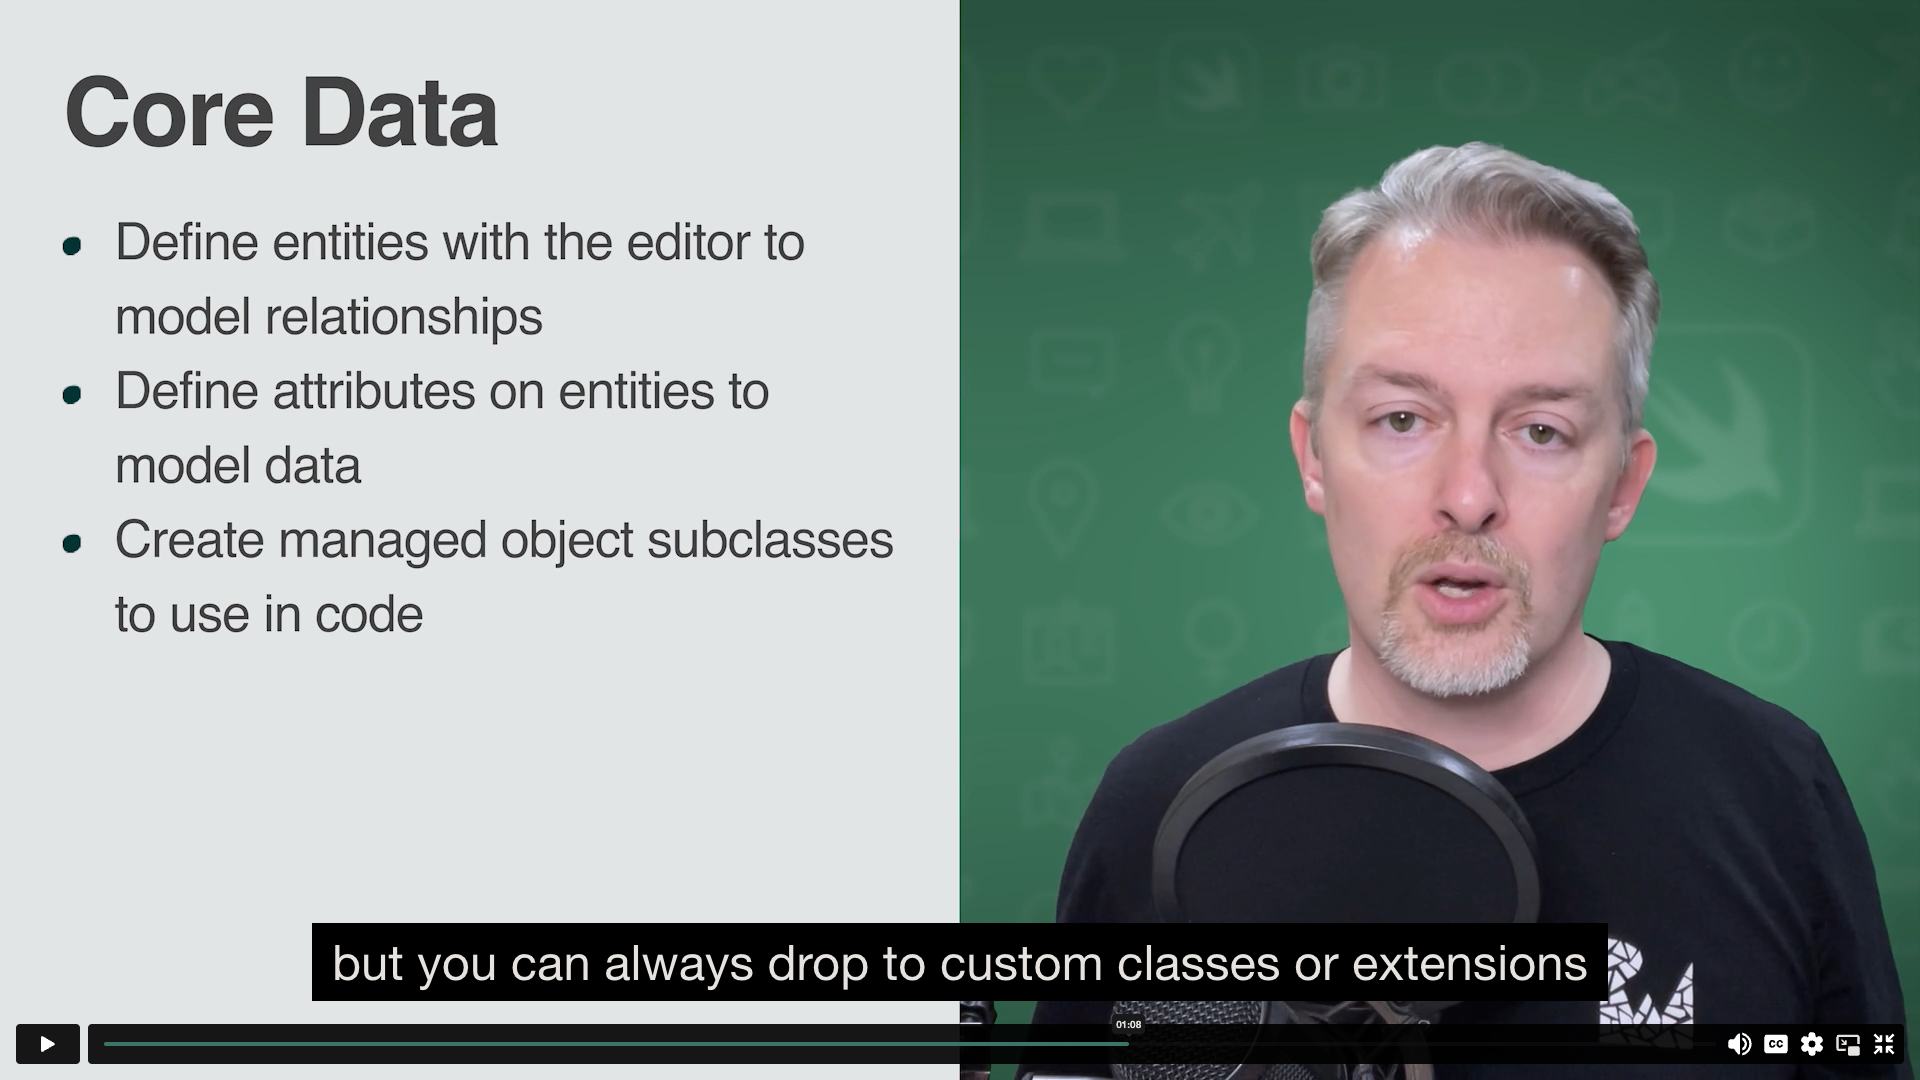 Core Data
Define entities with the editor to
model relationships
Define attributes on entities to
model data
Create managed object subclasses
to use in code
but you can always drop to custom classes or extensions
01:08
CC